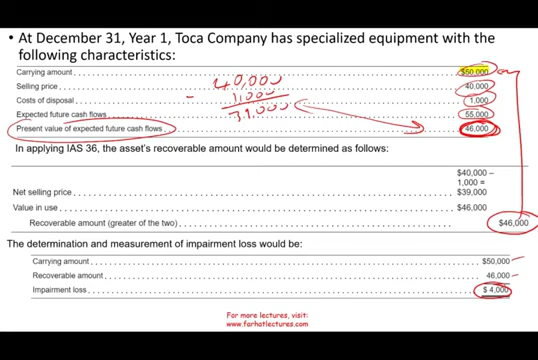 • At December 31, Year 1, Toca Company has specialized equipment with the
following characteristics:
Carrying amount $50,000
Selling price 40,000
Costs of disposal 1,000
Expected future cash flows 55,000
Present value of expected future cash flows 46,000
40,000
- 1,000
39,000
In applying IAS 36, the asset's recoverable amount would be determined as follows:
$40,000 –
1,000 =
Net selling price $39,000
Value in use $46,000
Recoverable amount (greater of the two) $46,000
The determination and measurement of impairment loss would be:
Carrying amount $50,000
Recoverable amount 46,000
Impairment loss $ 4,000
For more lectures, visit:
www.farhatlectures.com